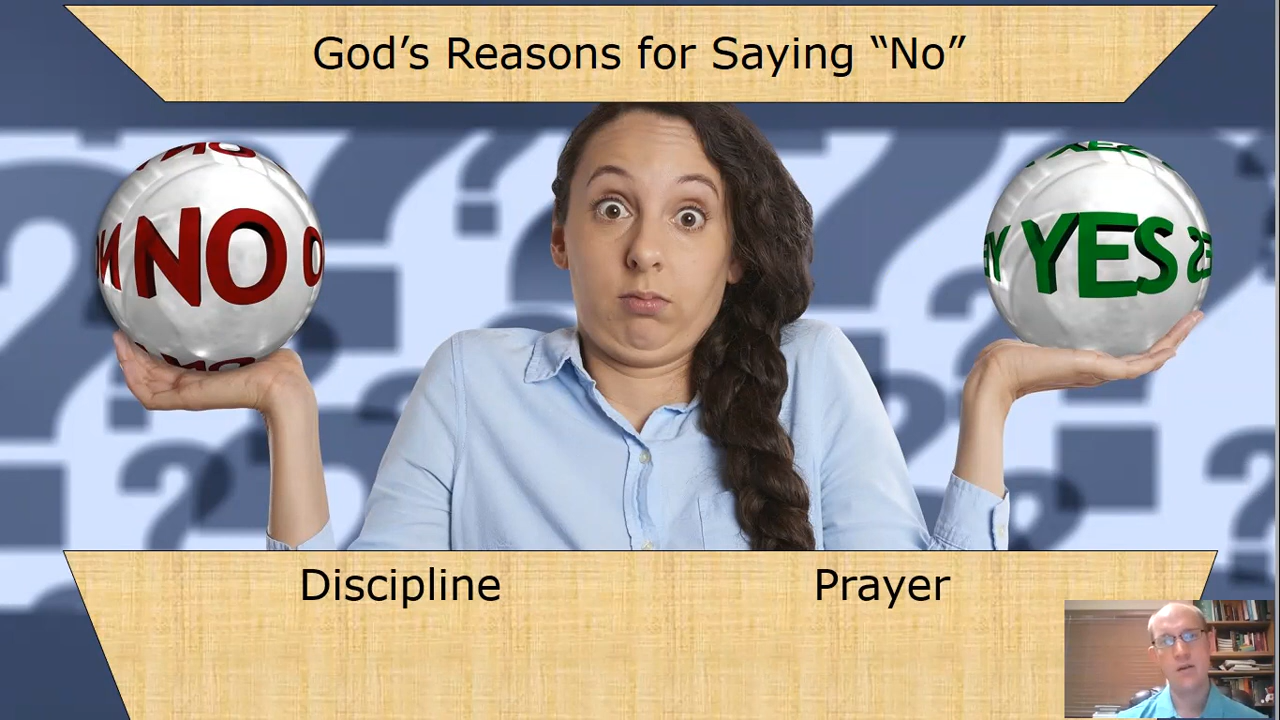 God’s Reasons for Saying “No”
NO
YES
Discipline
Prayer